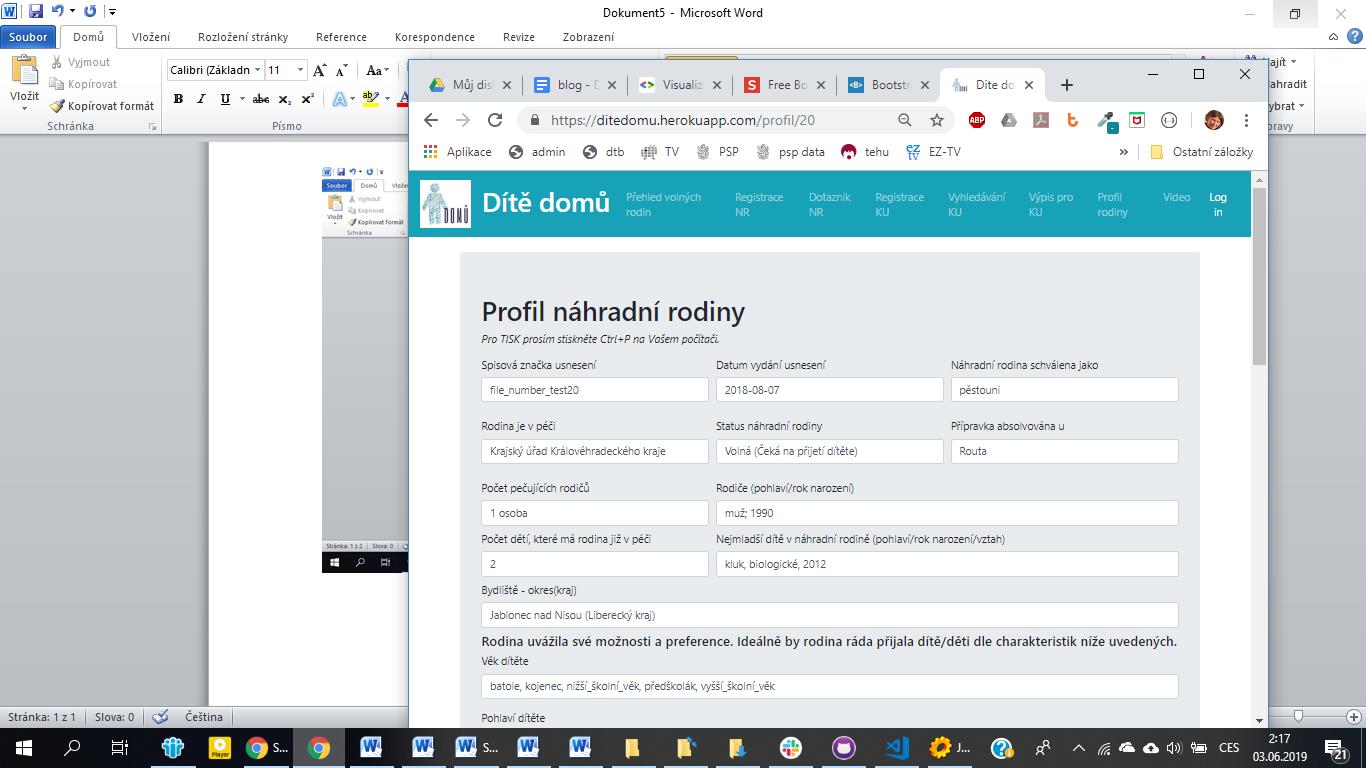 Dokument5 - Microsoft Word
Soubor Domů Vložení Rozložení stránky Reference Korespondence Revize Zobrazení
Vložit
Vyjmout
Kopírovat
Kopírovat formát
Schránka
Calibri (Základn 11
B I U abc x₂ x²
Písmo
Můj dis blog - D Visualiz Free Bo Bootstr Dite do
https://ditedomu.herokuapp.com/profil/20
Aplikace admin dtb TV PSP psp data tehu EZ-TV » Ostatní záložky
DOMŮ
Dítě domů
Přehled volných rodin
Registrace NR
Dotaznik NR
Registrace KU
Vyhledávání KU
Výpis pro KU
Profil rodiny
Video
Log in
Profil náhradní rodiny
Pro TISK prosím stiskněte Ctrl+P na Vašem počítači.
Spisová značka usnesení Datum vydání usnesení Náhradní rodina schválena jako
file_number_test20 2018-08-07 pěstouni
Rodina je v péči Status náhradní rodiny Přípravka absolvována u
Krajský úřad Královéhradeckého kraje Volná (Čeká na přijetí dítěte) Routa
Počet pečujících rodičů Rodiče (pohlaví/rok narození)
1 osoba muž; 1990
Počet dětí, které má rodina již v péči Nejmladší dítě v náhradní rodině (pohlaví/rok narození/vztah)
2 kluk, biologické, 2012
Bydliště - okres(kraj)
Jablonec nad Nisou (Liberecký kraj)
Rodina uvážila své možnosti a preference. Ideálně by rodina ráda přijala dítě/děti dle charakteristik níže uvedených.
Věk dítěte
batole, kojenec, nižší_školní_věk, předškolák, vyšší_školní_věk
Pohlaví dítěte
Stránka: 1 z 1 Slova: 0 Čeština
S... S... J... CES 2:17
03.06.2019
21